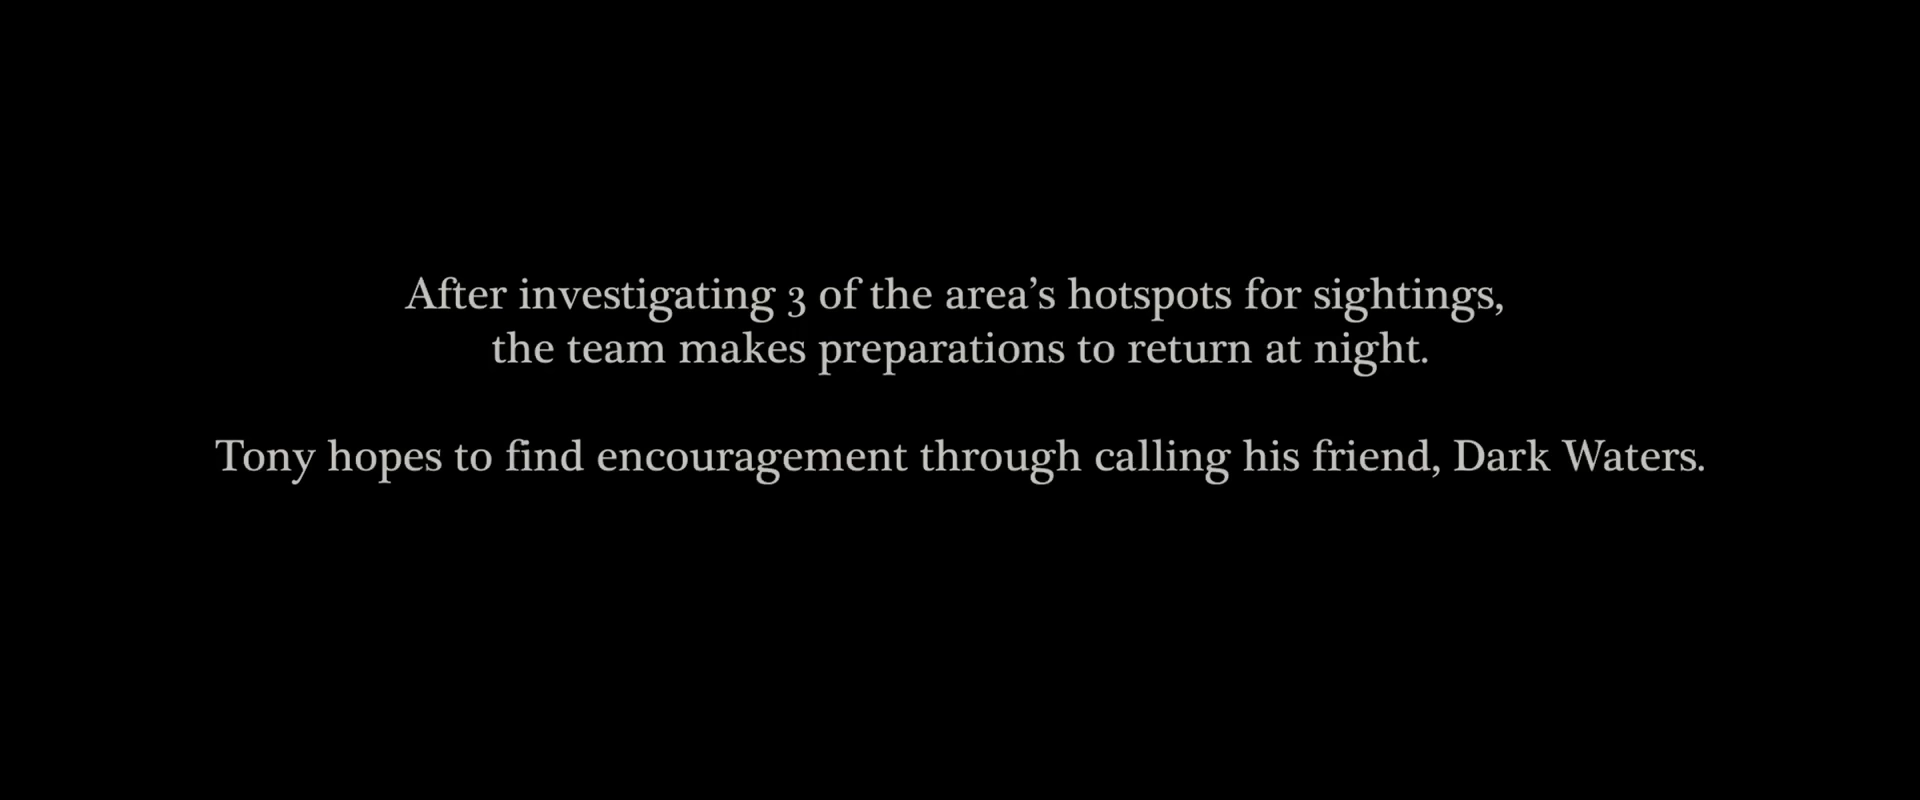 After investigating 3 of the area’s hotspots for sightings,
the team makes preparations to return at night.
Tony hopes to find encouragement through calling his friend, Dark Waters.